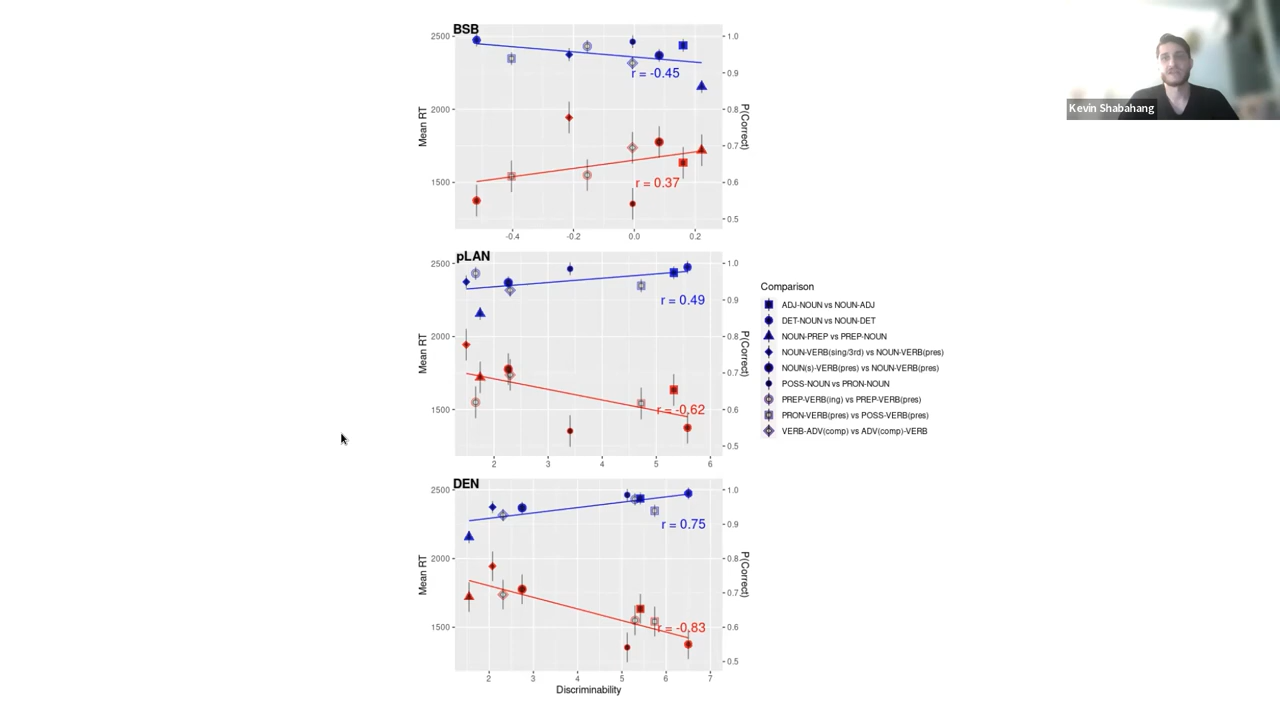 BSB
2500
2000
1500
Mean RT
1.0
0.9
0.8
0.7
0.6
0.5
P(Correct)
r = -0.45
r = 0.37
-0.4
-0.2
0.0
0.2
Kevin Shabahang
pLAN
2500
2000
1500
Mean RT
1.0
0.9
0.8
0.7
0.6
0.5
P(Correct)
r = 0.49
r = -0.62
2
3
4
5
6
Comparison
ADJ-NOUN vs NOUN-ADJ
DET-NOUN vs NOUN-DET
NOUN-PREP vs PREP-NOUN
NOUN-VERB(sing/3rd) vs NOUN-VERB(pres)
NOUN(s)-VERB(pres) vs NOUN-VERB(pres)
POSS-NOUN vs PRON-NOUN
PREP-VERB(ing) vs PREP-VERB(pres)
PRON-VERB(pres) vs POSS-VERB(pres)
VERB-ADV(comp) vs ADV(comp)-VERB
DEN
2500
2000
1500
Mean RT
1.0
0.9
0.8
0.7
0.6
0.5
P(Correct)
r = 0.75
r = -0.83
2
3
4
5
6
7
Discriminability